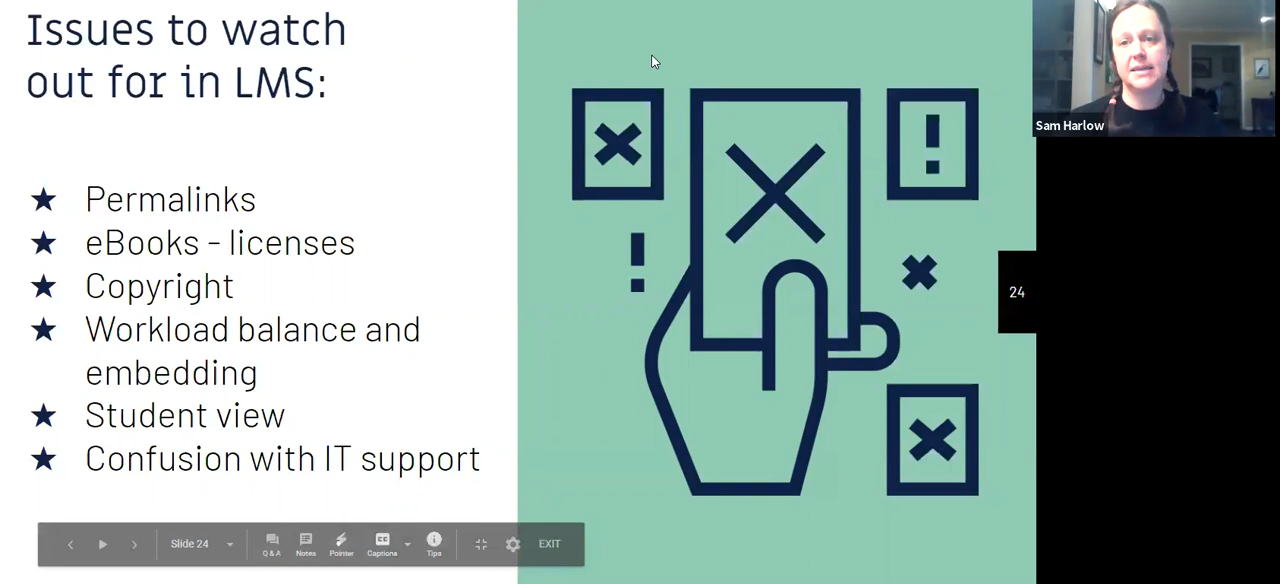 Issues to watch
out for in LMS:
★ Permalinks
★ eBooks - licenses
★ Copyright
★ Workload balance and
embedding
★ Student view
★ Confusion with IT support
Sam Harlow
24
Slide 24
Q & A
Notes
Pointer
CC
Captions
Tips
EXIT